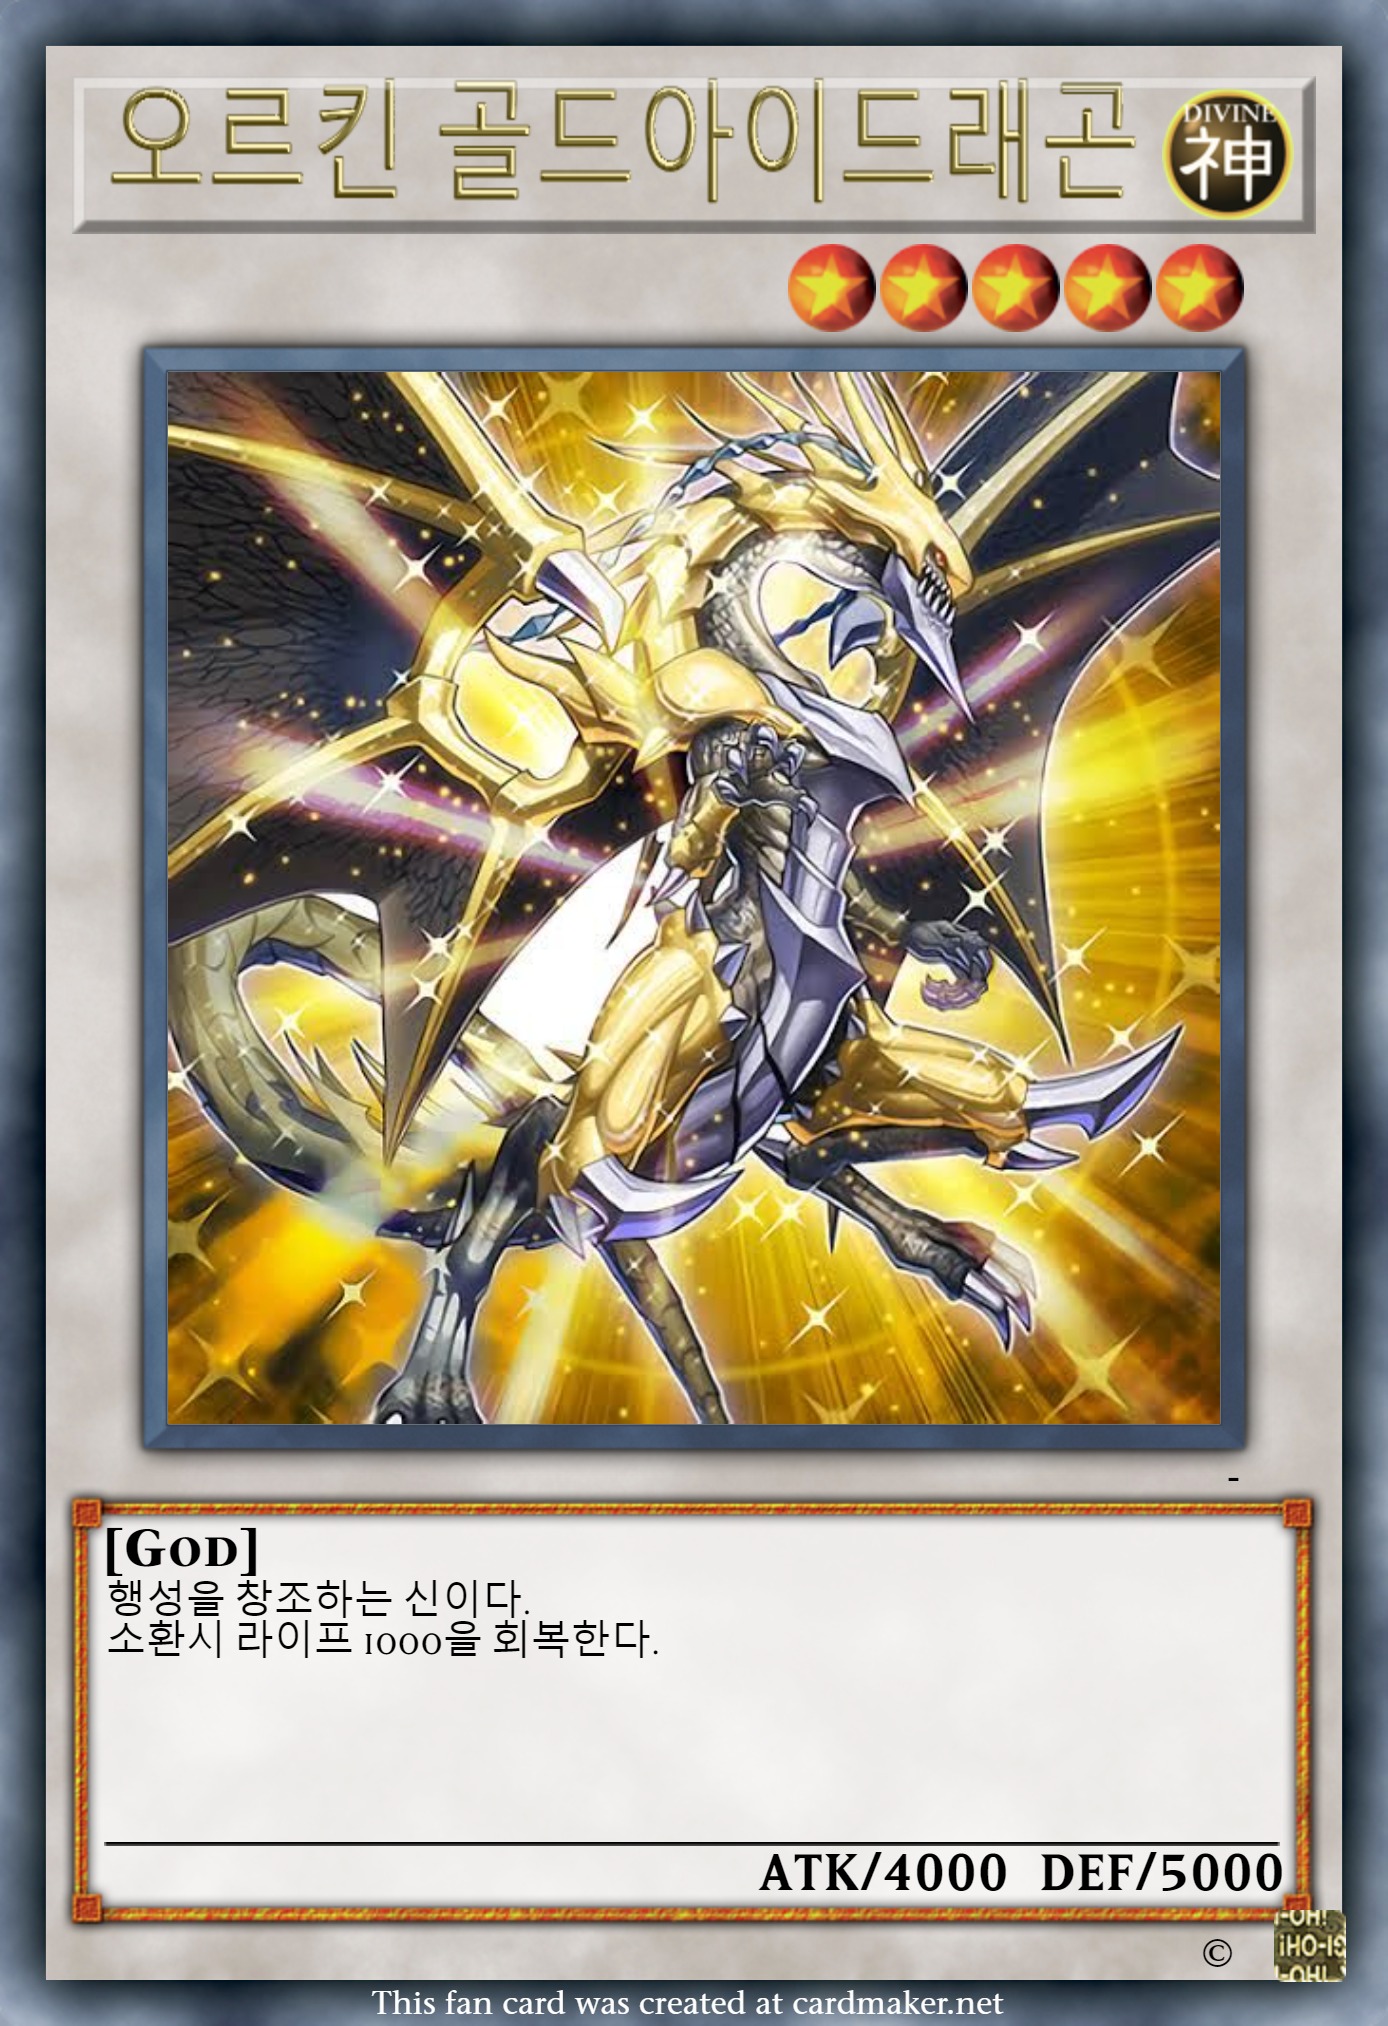 오르킨 골드아이드래곤
DIVINE
神
-
[God]
행성을 창조하는 신이다.
소환시 라이프 1000을 회복한다.
ATK/4000 DEF/5000
©
This fan card was created at cardmaker.net